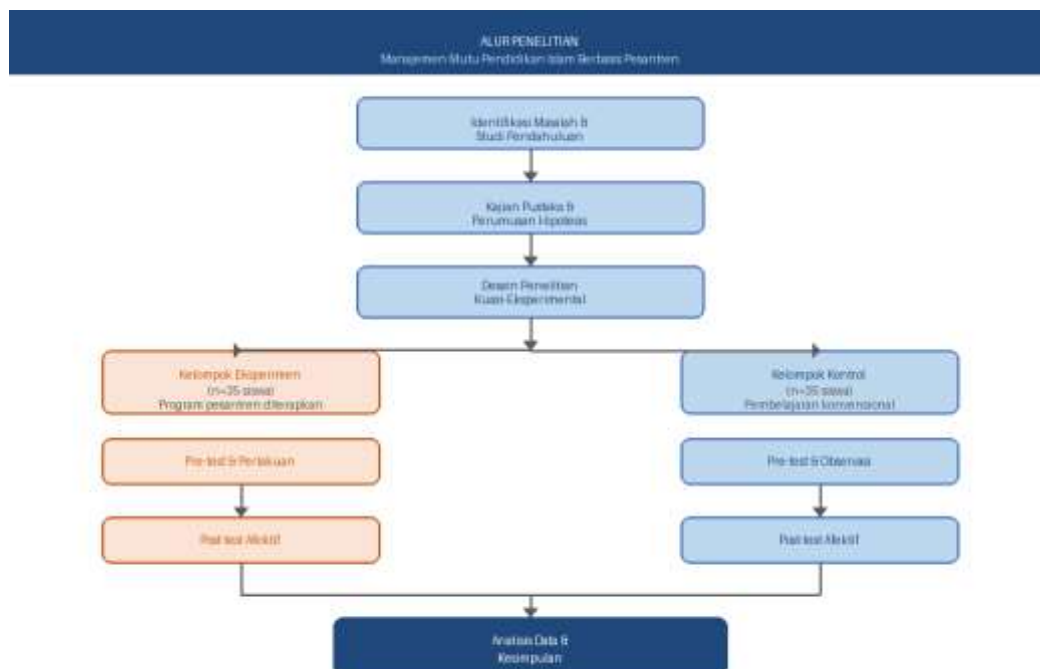 ALUR PENELITIAN
Manajemen Mutu Pendidikan Islam Berbasis Pesantren
Identifikasi Masalah &
Studi Pendahuluan
Kajian Pustaka &
Perumusan Hipotesis
Desain Penelitian
Kuasi-Eksperimental
Kelompok Eksperimen
(n=35 siswa)
Program pesantren diterapkan
Kelompok Kontrol
(n=35 siswa)
Pembelajaran konvensional
Pre-test & Perlakuan
Pre-test & Observasi
Post-test Afektif
Post-test Afektif
Analisis Data &
Kesimpulan